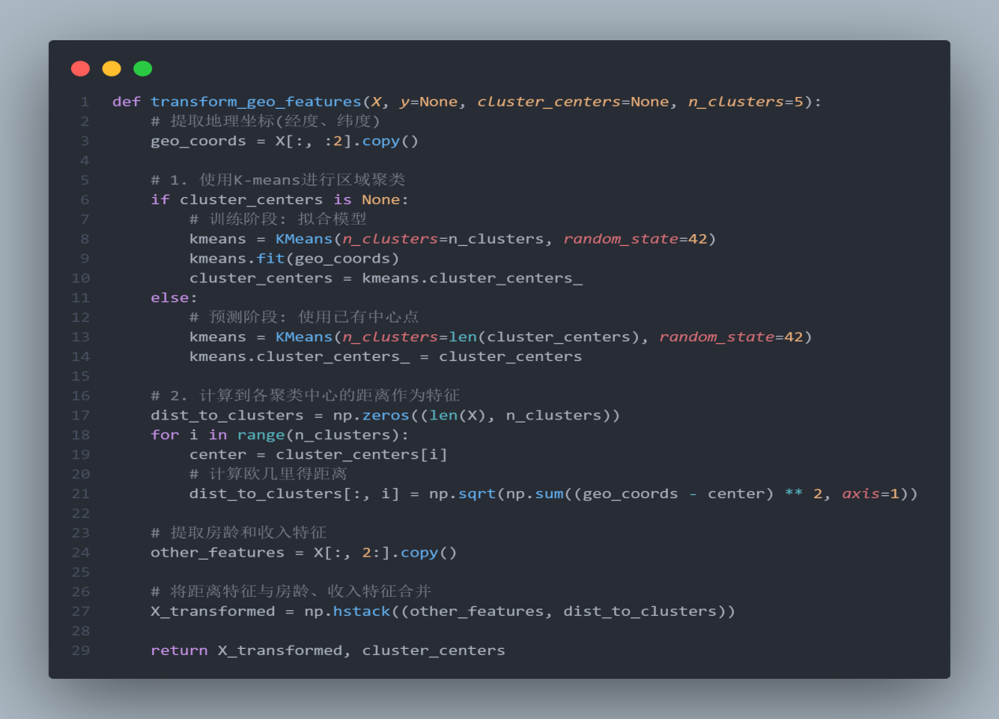 1 def transform_geo_features(X, y=None, cluster_centers=None, n_clusters=5):
2     # 提取地理坐标(经度、纬度)
3     geo_coords = X[:, :2].copy()
4
5     # 1. 使用K-means进行区域聚类
6     if cluster_centers is None:
7         # 训练阶段: 拟合模型
8         kmeans = KMeans(n_clusters=n_clusters, random_state=42)
9         kmeans.fit(geo_coords)
10         cluster_centers = kmeans.cluster_centers_
11     else:
12         # 预测阶段: 使用已有中心点
13         kmeans = KMeans(n_clusters=len(cluster_centers), random_state=42)
14         kmeans.cluster_centers_ = cluster_centers
15
16     # 2. 计算到各聚类中心的距离作为特征
17     dist_to_clusters = np.zeros((len(X), n_clusters))
18     for i in range(n_clusters):
19         center = cluster_centers[i]
20         # 计算欧几里得距离
21         dist_to_clusters[:, i] = np.sqrt(np.sum((geo_coords - center) ** 2, axis=1))
22
23     # 提取房龄和收入特征
24     other_features = X[:, 2:].copy()
25
26     # 将距离特征与房龄、收入特征合并
27     X_transformed = np.hstack((other_features, dist_to_clusters))
28
29     return X_transformed, cluster_centers